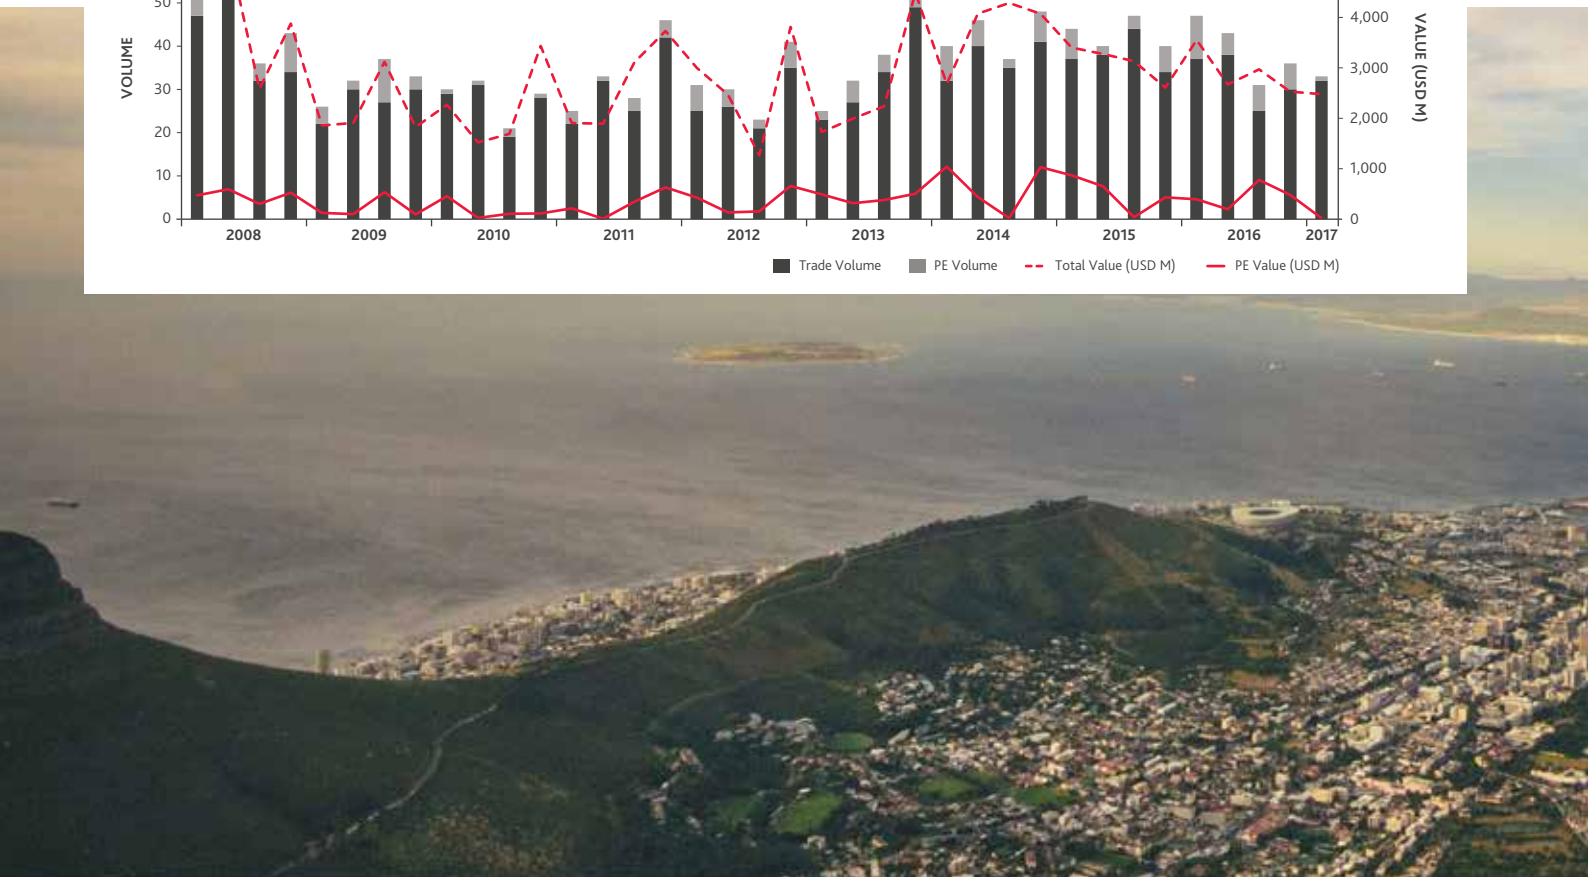 50
40
30
20
10
0
VOLUME
4,000
3,000
2,000
1,000
0
VALUE (USD M)
2008 2009 2010 2011 2012 2013 2014 2015 2016 2017
Trade Volume PE Volume Total Value (USD M) PE Value (USD M)